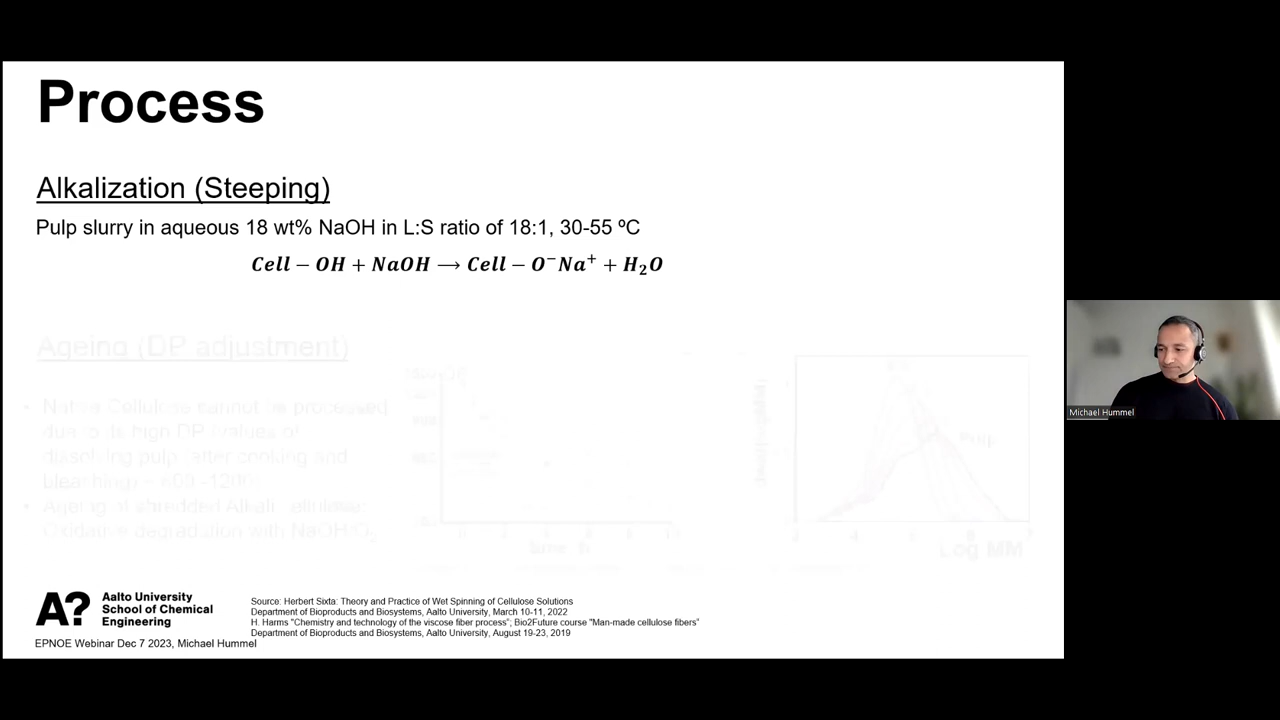 Process
Alkalization (Steeping)
Pulp slurry in aqueous 18 wt% NaOH in L:S ratio of 18:1, 30-55 ºC
Cell − OH + NaOH ⟶ Cell − O⁻Na⁺ + H₂O
Ageing (DP adjustment)
• Native Cellulose cannot be processed
due to its high DP (values of
dissolving pulp after cooking and
bleaching
• Ageing of shredded Alkali cellulose:
Oxidative degradation with NaOH/O₂
Pulp
Log MM
A?
Aalto University
School of Chemical
Engineering
Source: Herbert Sixta: Theory and Practice of Wet Spinning of Cellulose Solutions
Department of Bioproducts and Biosystems, Aalto University, March 10-11, 2022
H. Harms "Chemistry and technology of the viscose fiber process"; Bio2Future course "Man-made cellulose fibers"
Department of Bioproducts and Biosystems, Aalto University, August 19-23, 2019
EPNOE Webinar Dec 7 2023, Michael Hummel
Michael Hummel